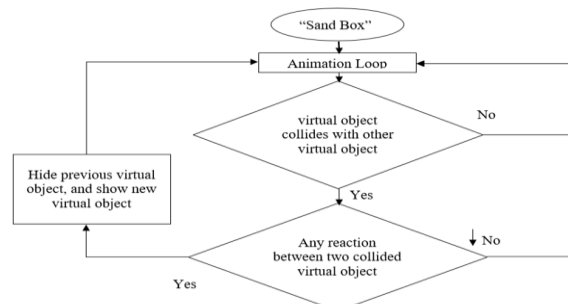 “Sand Box”
Animation Loop
virtual object
collides with other
virtual object
No
Yes
Hide previous virtual
object, and show new
virtual object
Any reaction
between two collided
virtual object
No
Yes